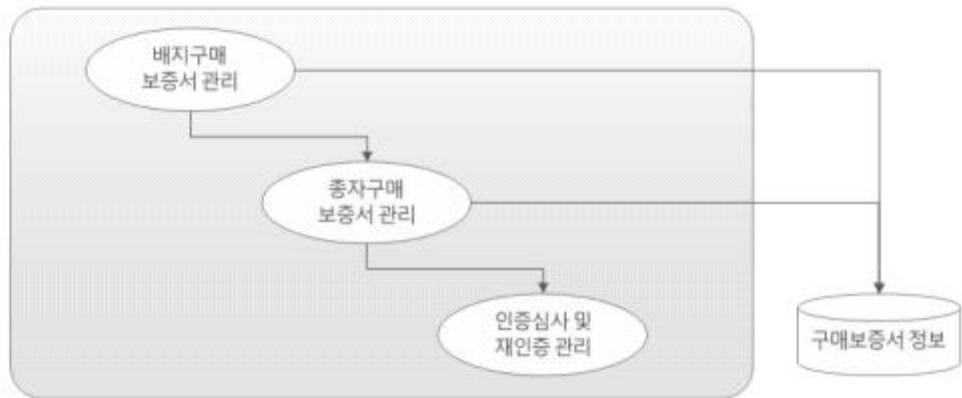 배지구매
보증서 관리
종자구매
보증서 관리
인증심사 및
재인증 관리
구매보증서 정보